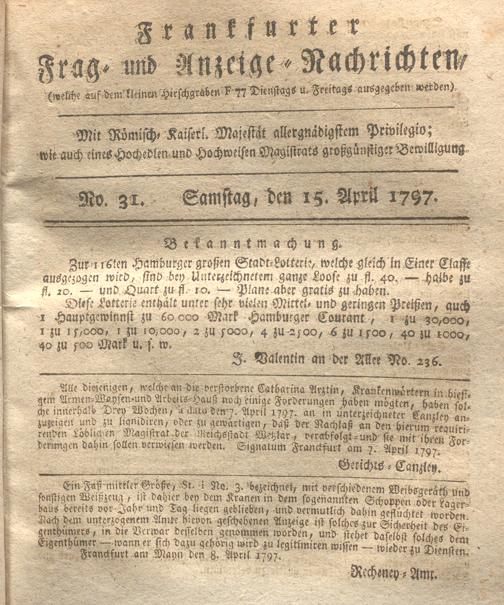 Frankfurter
Frag- und Anzeige-Nachrichten,
(welche auf dem kleinen Hirschgraben F 77 Dienstags u. Freitags ausgegeben werden).
Mit Römisch-Kaiserl. Majestät allergnädigstem Privilegio;
wie auch eines Hochedlen und Hochweisen Magistrats großgünstiger Bewilligung
No. 31. Samstag, den 15. April 1797.
Bekanntmachung.
Zur 116ten Hamburger großen Stadt-Lotterie, welche gleich in Einer Classe
ausgezogen wird, sind bey Unterzeichnetem ganze Loose zu fl. 40. — halbe zu
fl. 20. — und Quart zu fl. 10. — Plane aber gratis zu haben.
Diese Lotterie enthält unter sehr vielen Mittel- und geringen Preißen, auch
1 Hauptgewinnst zu 60000 Mark Hamburger Courant, 1 zu 30,000,
1 zu 15,000, 1 zu 10,000, 2 zu 5000, 4 zu 2500, 6 zu 1500, 40 zu 1000,
40 zu 500 Mark u. s. w.
J. Valentin an der Aller No. 236.
Alle diejenigen, welche an die verstorbene Catharina Arztin, Krankenwärterin in hiesi-
gem Armen-Waysen-und Arbeits-Hauß noch einige Forderungen haben möchten, haben sol-
che innerhalb Drey Wochen, a dato den 7. April 1797. an in unterzeichneter Canzley an-
zuzeigen und zu liquidiren, oder zu gewärtigen, daß der Nachlaß an den hierum requiri-
renden Löblichen Magistrat der Reichsstadt Wetzlar, verabfolgt-und sie mit ihren For-
derungen dahin sollen verwiesen werden. Signatum Franckfurt am 7. April 1797.
Gerichts-Canzley.
Ein Faß mittler Größe, St. No. 3. bezeichnet, mit verschiedenem Weibsgeräth und
sonstigen Weißzeug, ist dahier bey dem Kranen in dem sogenannten Schoppen oder Lager-
haus bereits vor Jahr und Tag liegen geblieben, und vermuthlich dahin geflüchtet worden.
Nach dem unterzogenem Amte hievon geschehenen Anzeige ist solches zur Sicherheit des Ei-
genthümers, in die Verwar desselben genommen worden, und stehet daselbst solches dem
Eigenthümer — wann er sich dazu gehörig wird zu legitimiren wissen — wieder zu Diensten.
Franckfurt am Mayn den 8. April 1797.
Recheney-Amt.